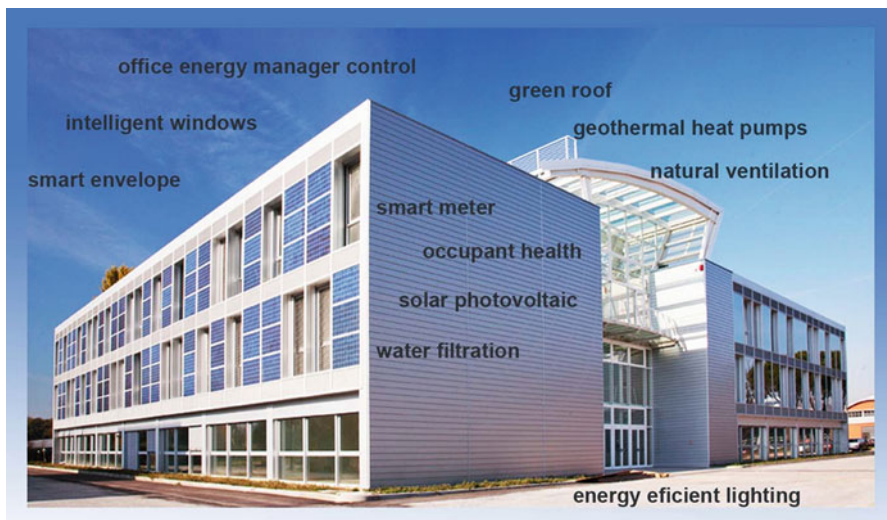 office energy manager control
green roof
intelligent windows
geothermal heat pumps
natural ventilation
smart envelope
smart meter
occupant health
solar photovoltaic
water filtration
energy eficient lighting